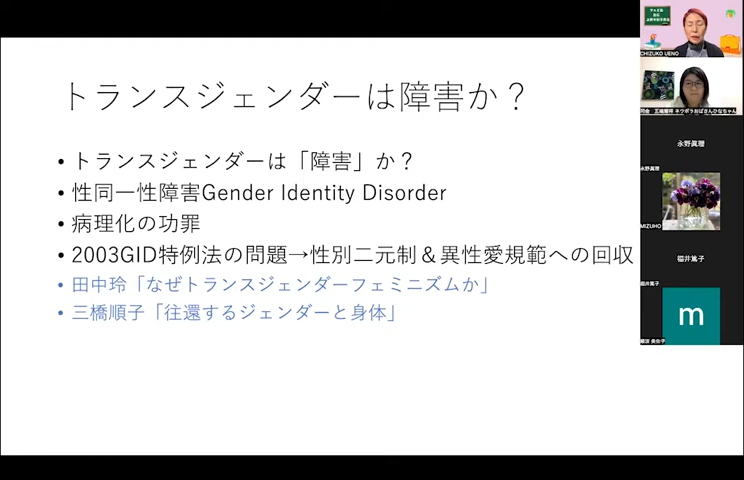 トランスジェンダーは障害か？
• トランスジェンダーは「障害」か？
• 性同一性障害Gender Identity Disorder
• 病理化の功罪
• 2003GID特例法の問題→性別二元制＆異性愛規範への回収
• 田中玲「なぜトランスジェンダーフェミニズムか」
• 三橋順子「往還するジェンダーと身体」
CHIZUKO UENO
永野眞理
永野眞理
MIZUHO
福井篤子
福井篤子
m